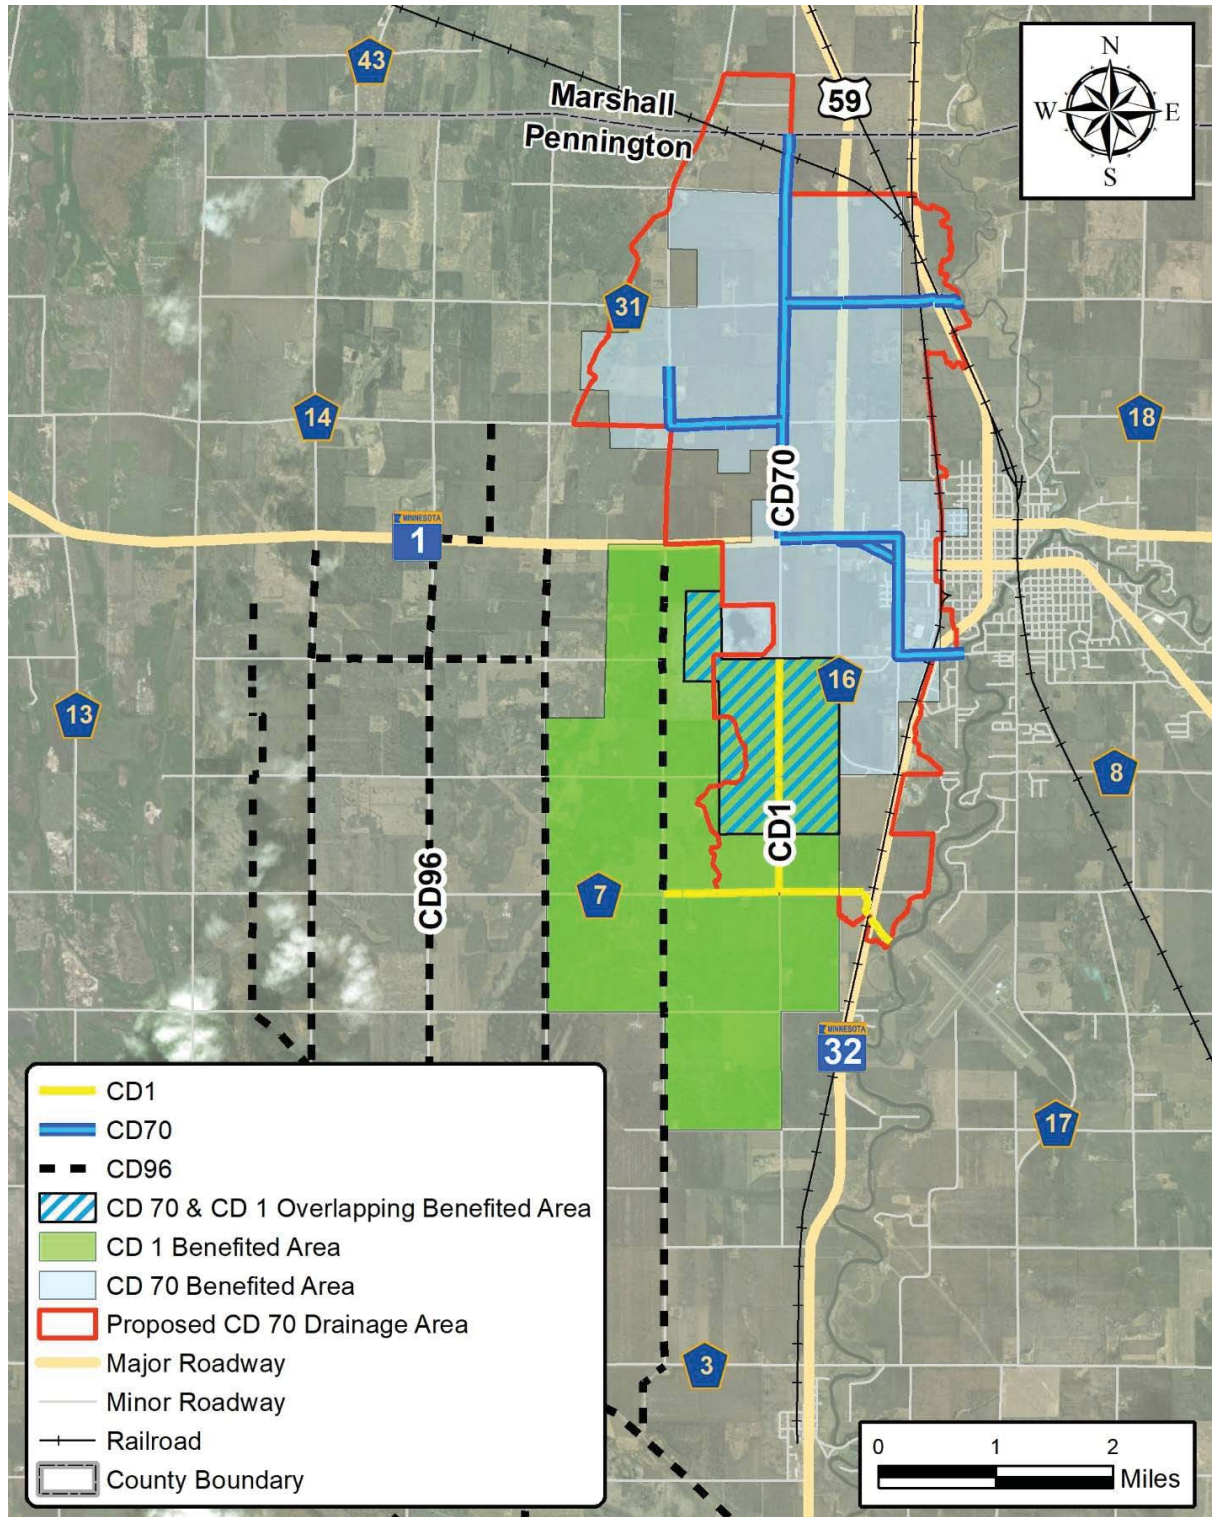 43
Marshall
Pennington
59
N
W E
S
31
14
18
CD70
MINNESOTA
1
16
13
8
CD1
CD96
7
MINNESOTA
32
17
3
CD1
CD70
CD96
CD 70 & CD 1 Overlapping Benefited Area
CD 1 Benefited Area
CD 70 Benefited Area
Proposed CD 70 Drainage Area
Major Roadway
Minor Roadway
Railroad
County Boundary
0 1 2
Miles